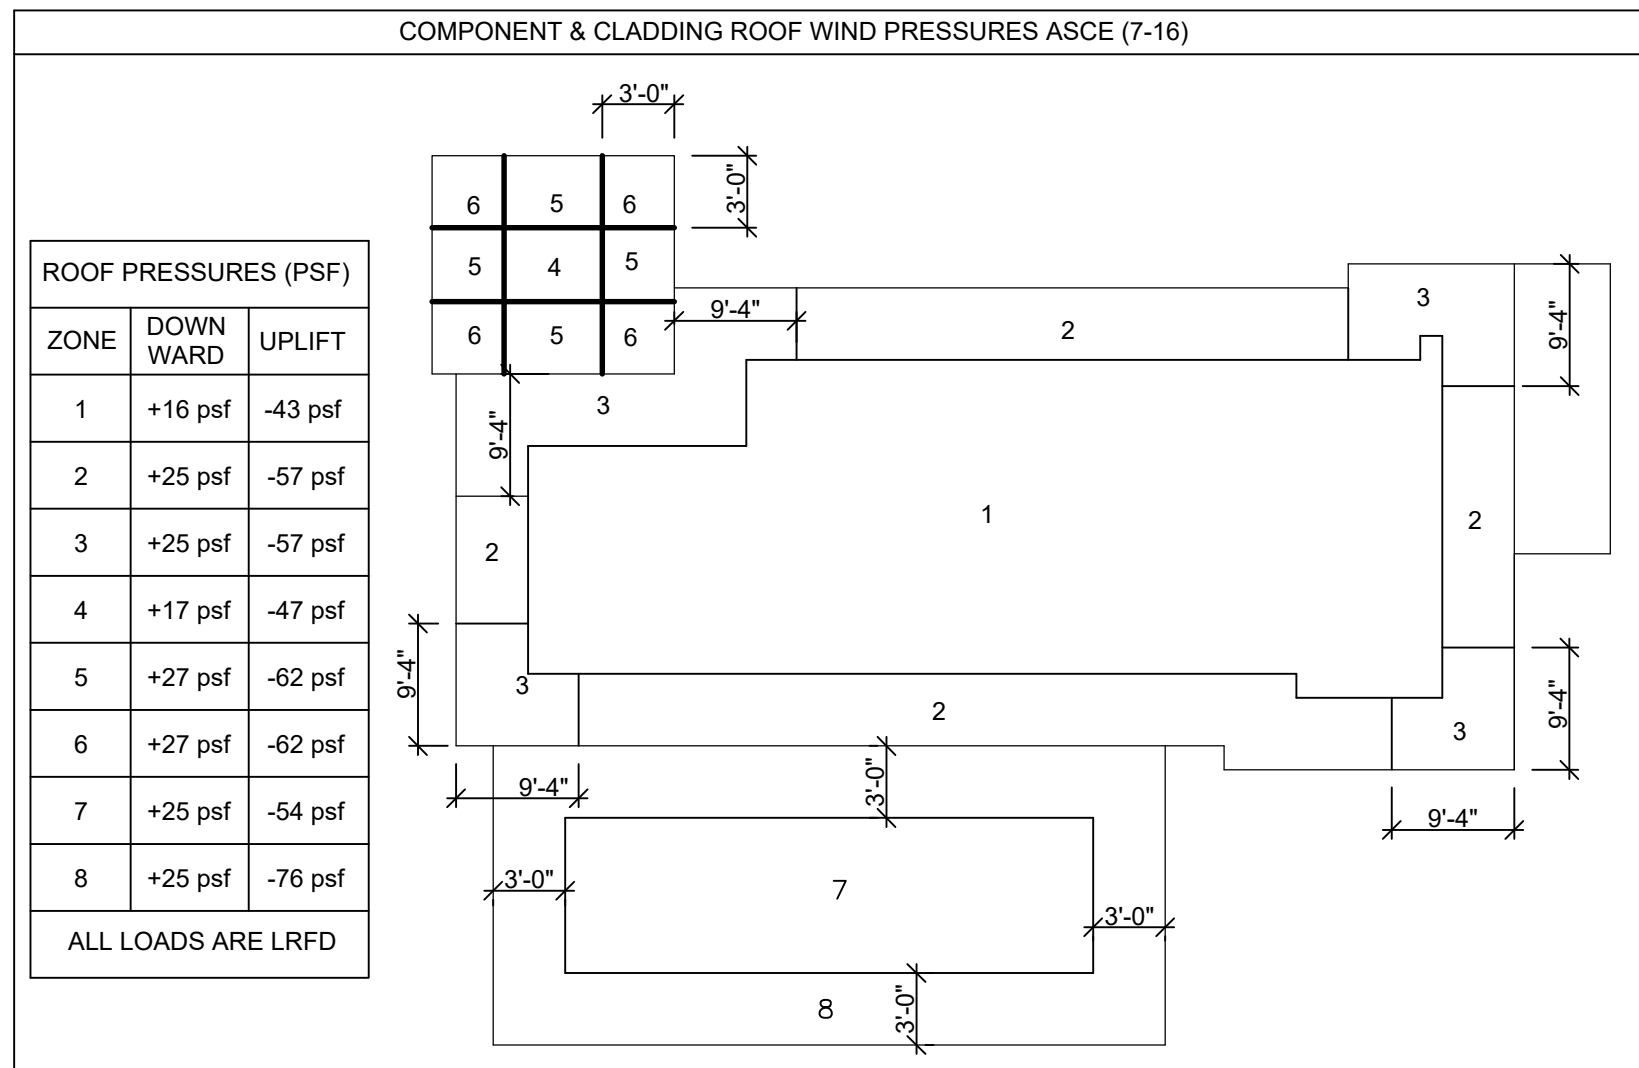 COMPONENT & CLADDING ROOF WIND PRESSURES ASCE (7-16)
ROOF PRESSURES (PSF)
ZONE DOWN WARD UPLIFT
1 +16 psf -43 psf
2 +25 psf -57 psf
3 +25 psf -57 psf
4 +17 psf -47 psf
5 +27 psf -62 psf
6 +27 psf -62 psf
7 +25 psf -54 psf
8 +25 psf -76 psf
ALL LOADS ARE LRFD
3'-0"
3'-0"
6 5 6
5 4 5
6 5 6
9'-4"
2
3
9'-4"
3
9'-4"
1
2
2
9'-4"
3
2
3
9'-4"
9'-4"
3'-0"
9'-4"
3'-0"
7
3'-0"
8
3'-0"